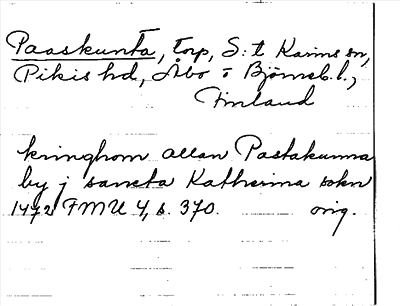 Paaskunta, torp, S:t Karins sn,
Pikis hd, Åbo o Björneb. l.,
Finland
kringhom allan Pastakunna
by j sancta Katherina sokn
1472 FMU 4, s. 370. orig.